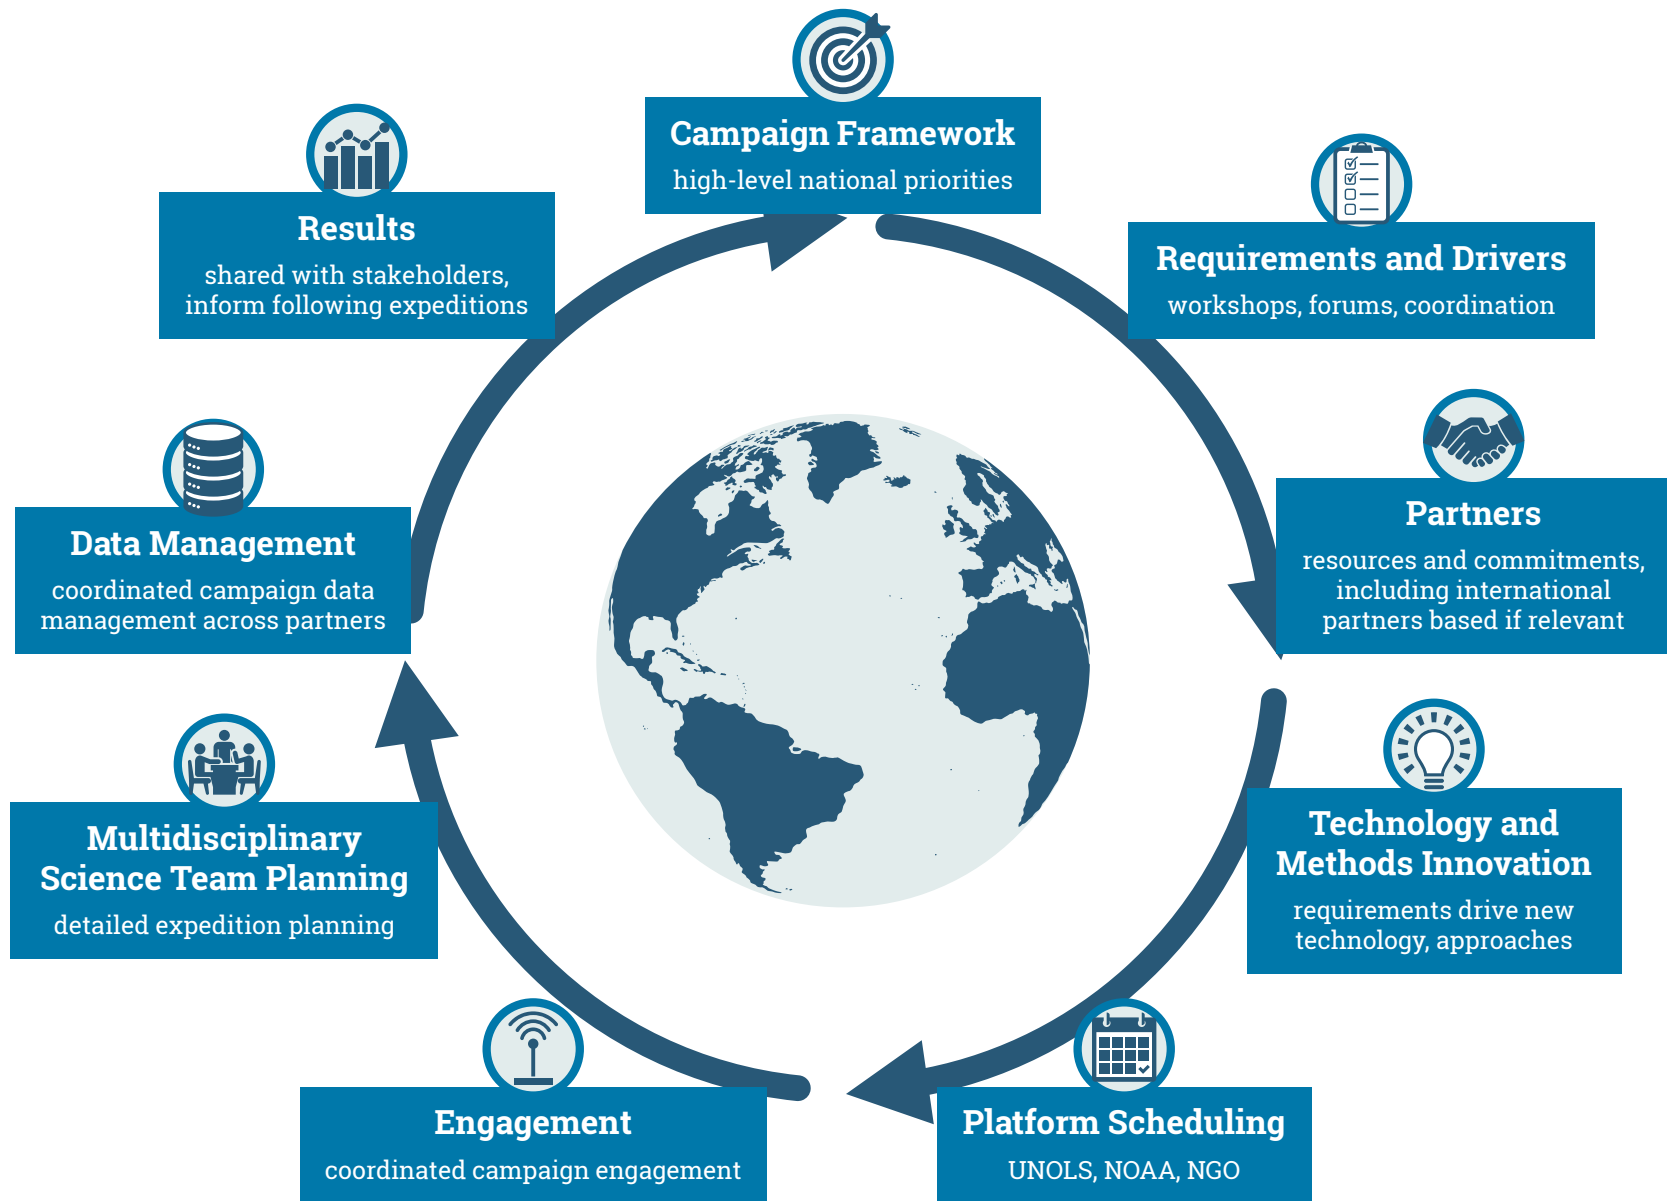 Campaign Framework
high-level national priorities
Requirements and Drivers
workshops, forums, coordination
Partners
resources and commitments,
including international
partners based if relevant
Technology and
Methods Innovation
requirements drive new
technology, approaches
Platform Scheduling
UNOLS, NOAA, NGO
Engagement
coordinated campaign engagement
Multidisciplinary
Science Team Planning
detailed expedition planning
Data Management
coordinated campaign data
management across partners
Results
shared with stakeholders,
inform following expeditions